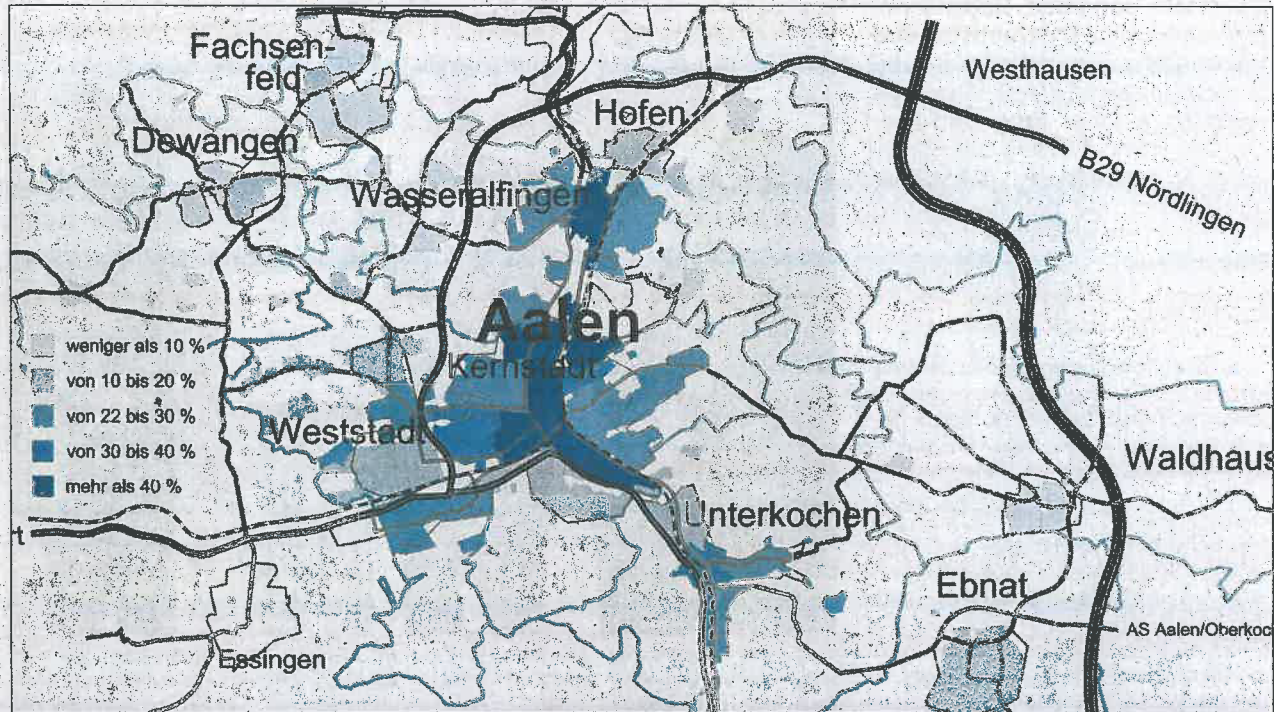 Fachsen-
feld
Westhausen
Hofen
Dewangen
B29 Nördlingen
Wasseralfingen
Aalen
Kernstadt
weniger als 10 %
von 10 bis 20 %
von 22 bis 30 %
von 30 bis 40 %
mehr als 40 %
Weststadt
Waldhaus
Unterkochen
rt
Ebnat
AS Aalen/Oberkoc
Essingen